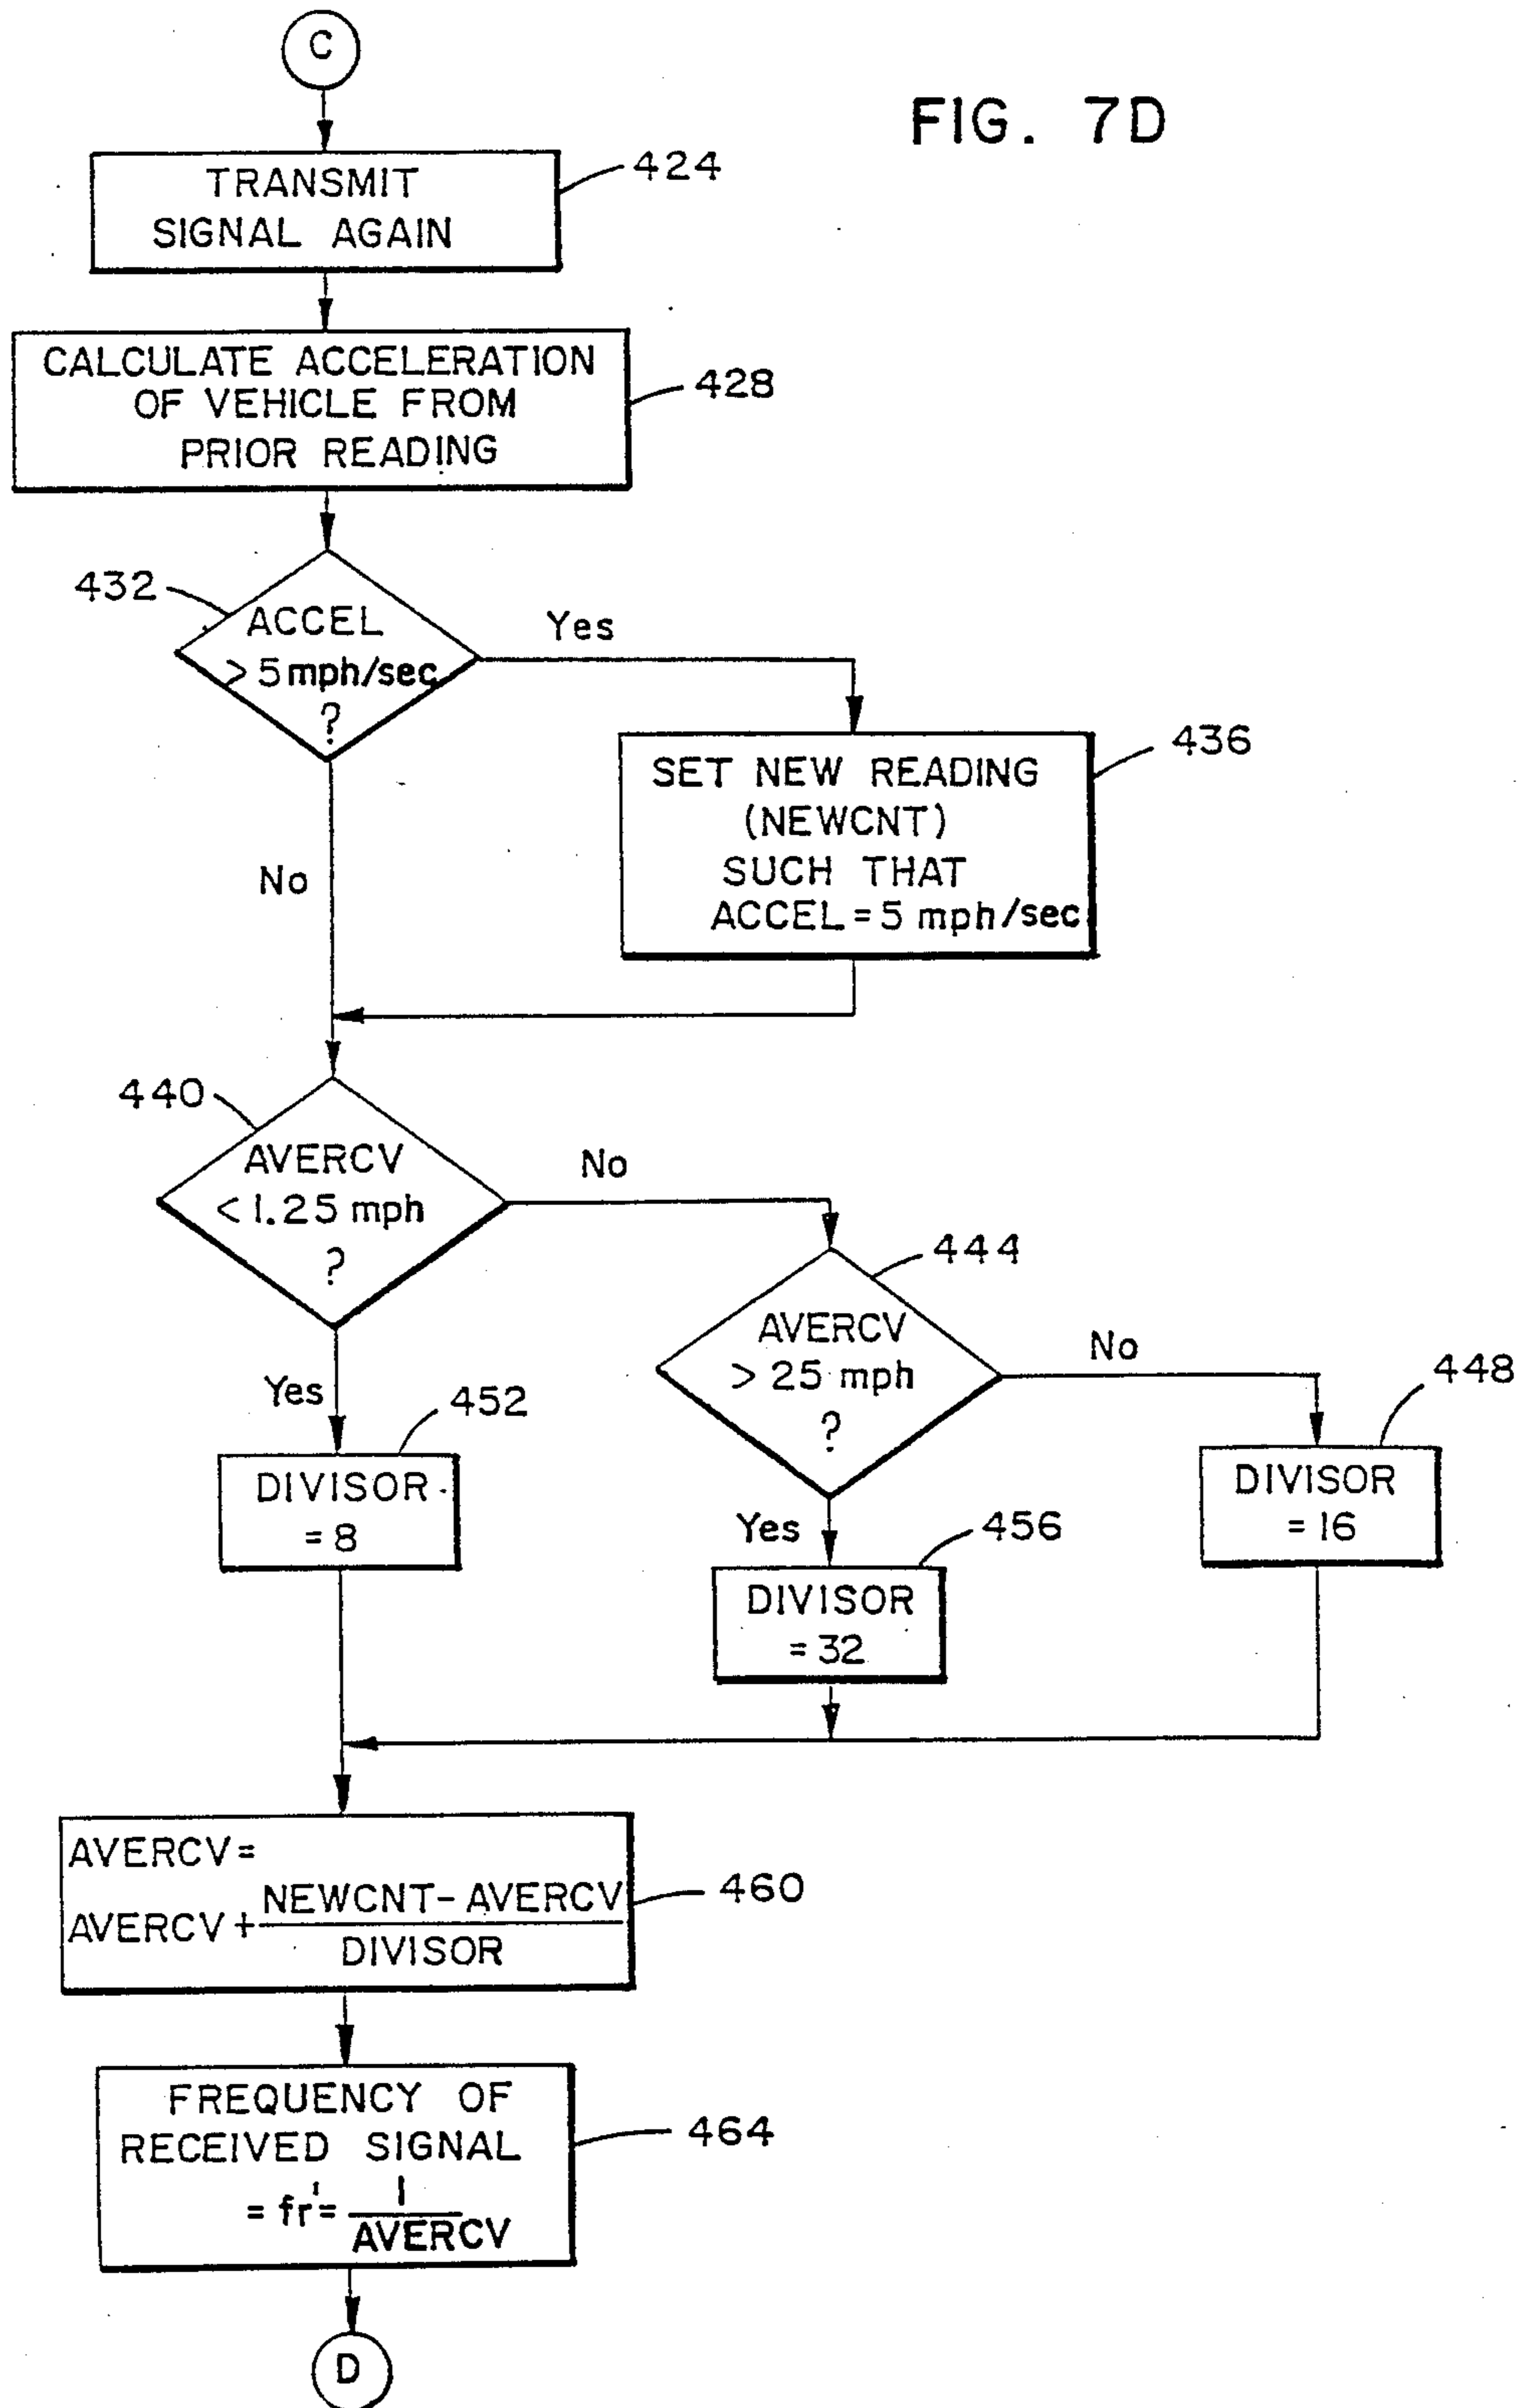 C
FIG. 7D
TRANSMIT
SIGNAL AGAIN
424
CALCULATE ACCELERATION
OF VEHICLE FROM
PRIOR READING
428
432
ACCEL
> 5 mph/sec
?
Yes
No
SET NEW READING
(NEWCNT)
SUCH THAT
ACCEL = 5 mph/sec
436
440
AVERCV
< 1.25 mph
?
No
Yes
444
AVERCV
> 25 mph
?
No
Yes
448
DIVISOR
= 16
452
DIVISOR
= 8
456
DIVISOR
= 32
AVERCV =
AVERCV + NEWCNT - AVERCV
DIVISOR
460
FREQUENCY OF
RECEIVED SIGNAL
= fr' = 1
AVERCV
464
D